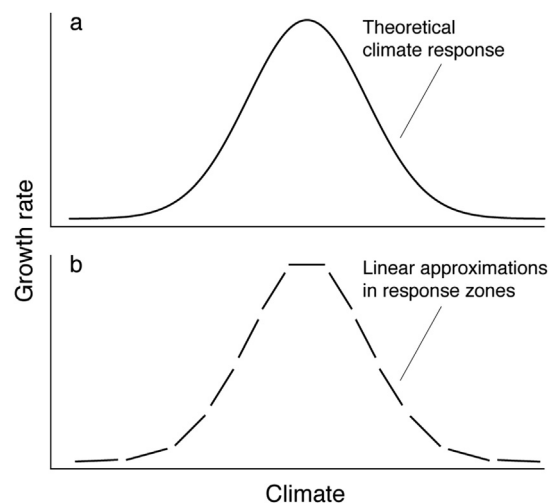 a
Theoretical
climate response
Growth rate
b
Linear approximations
in response zones
Climate